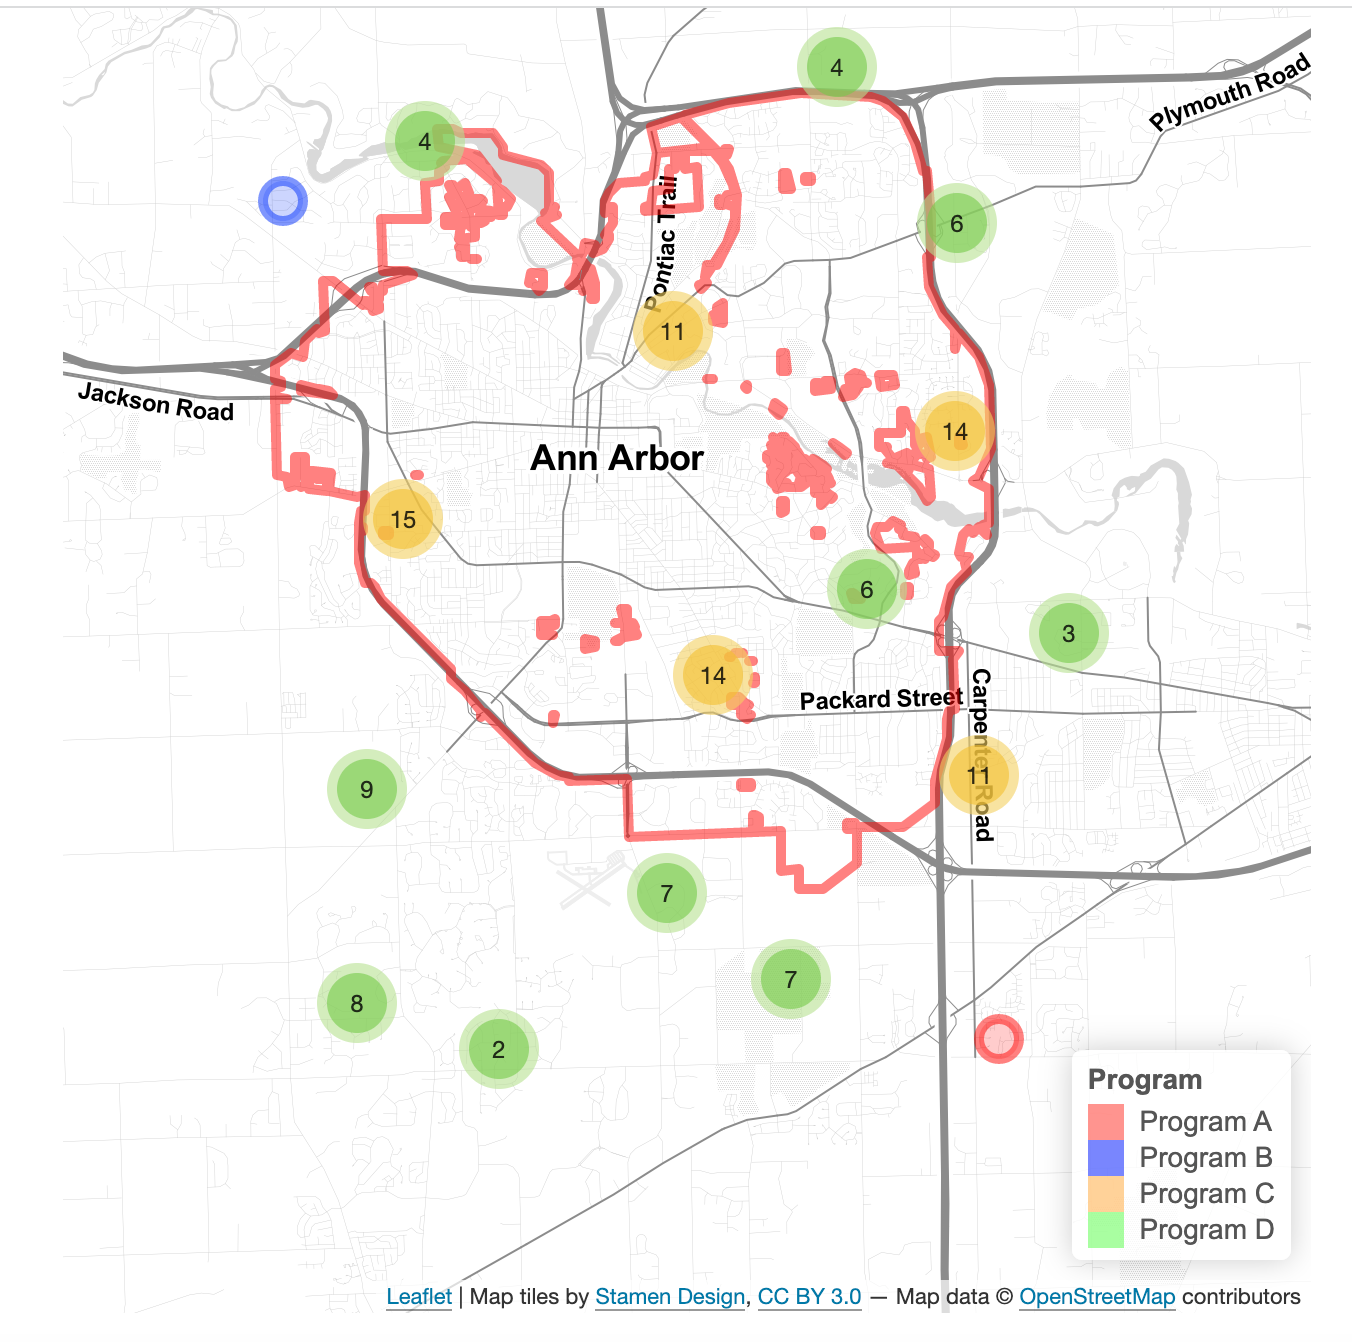 4
Plymouth Road
4
6
Pontiac Trail
11
Jackson Road
14
Ann Arbor
15
6
3
14
Packard Street
Carpenter Road
11
9
7
7
8
2
Program
Program A
Program B
Program C
Program D
Leaflet | Map tiles by Stamen Design, CC BY 3.0 — Map data © OpenStreetMap contributors